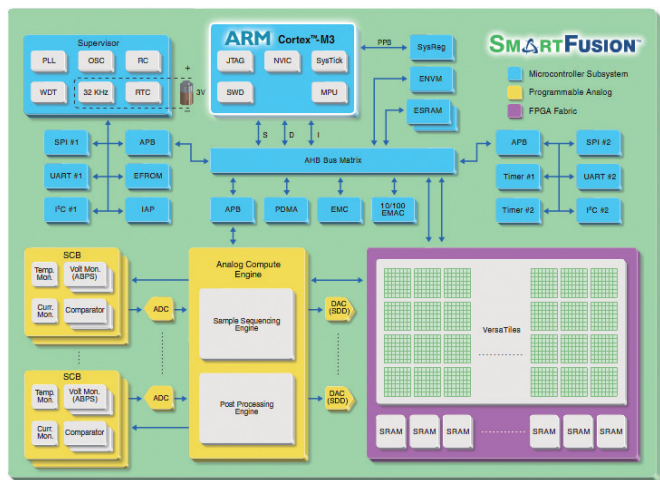 Supervisor
PLL
OSC
RC
WDT
32 KHz
RTC
+
3V
−
ARM Cortex™-M3
JTAG
NVIC
SysTick
SWD
MPU
PPB
SysReg
ENVM
ESRAM
SMARTFUSION™
Microcontroller Subsystem
Programmable Analog
FPGA Fabric
S
D
I
SPI #1
APB
UART #1
EFROM
I²C #1
IAP
AHB Bus Matrix
APB
SPI #2
Timer #1
UART #2
Timer #2
I²C #2
APB
PDMA
EMC
10/100
EMAC
SCB
Temp.
Mon.
Volt Mon.
(ABPS)
Curr.
Mon.
Comparator
ADC
Analog Compute
Engine
Sample Sequencing
Engine
Post Processing
Engine
DAC
(SDD)
SCB
Temp.
Mon.
Volt Mon.
(ABPS)
Curr.
Mon.
Comparator
ADC
DAC
(SDD)
VersaTiles
SRAM
SRAM
SRAM
SRAM
SRAM
SRAM